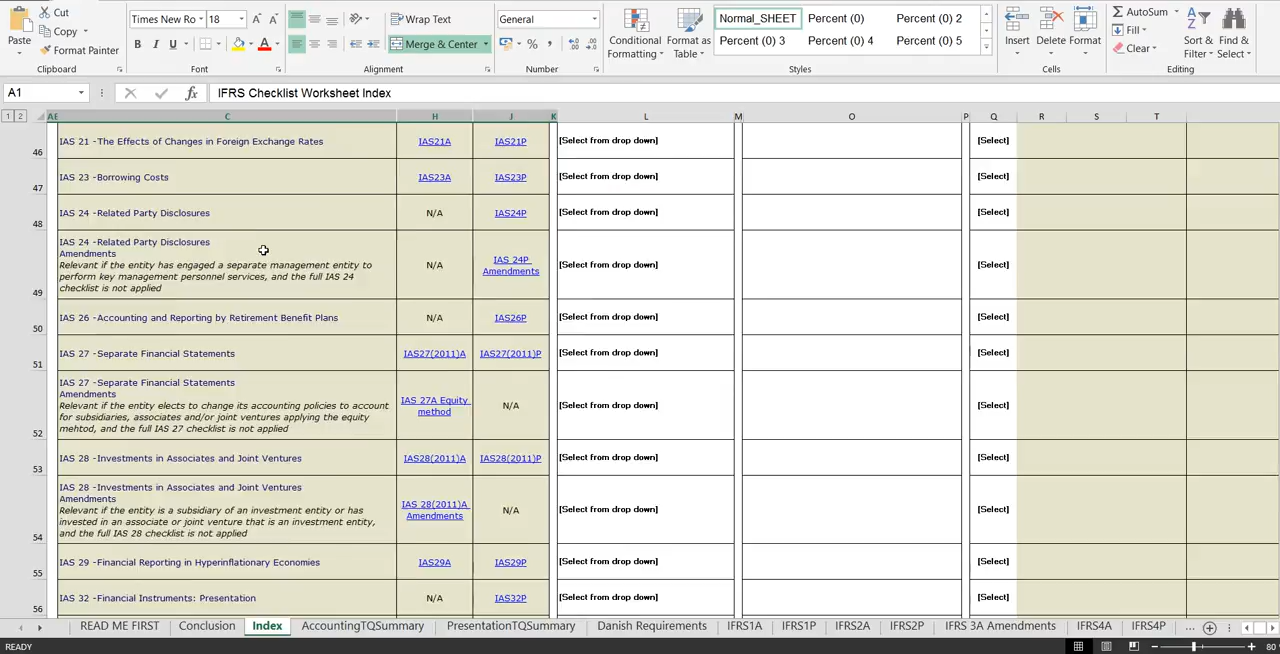 Cut
Copy
Format Painter
Paste
Clipboard
Times New Ro
18
A A
B I U
A
Font
Wrap Text
Merge & Center
Alignment
General
%
Number
Conditional
Formatting
Format as
Table
Normal_SHEET
Percent (0)
Percent (0) 2
Percent (0) 3
Percent (0) 4
Percent (0) 5
Styles
Insert
Delete
Format
Cells
AutoSum
Fill
Clear
Sort &
Filter
Find &
Select
Editing
A1
fx
IFRS Checklist Worksheet Index
1 2
C H J K L M O P Q R S T
46 IAS 21 -The Effects of Changes in Foreign Exchange Rates IAS21A IAS21P [Select from drop down] [Select]
47 IAS 23 -Borrowing Costs IAS23A IAS23P [Select from drop down] [Select]
48 IAS 24 -Related Party Disclosures N/A IAS24P [Select from drop down] [Select]
IAS 24 -Related Party Disclosures
Amendments
Relevant if the entity has engaged a separate management entity to
perform key management personnel services, and the full IAS 24
checklist is not applied
49 N/A IAS 24P
Amendments
[Select from drop down] [Select]
50 IAS 26 -Accounting and Reporting by Retirement Benefit Plans N/A IAS26P [Select from drop down] [Select]
51 IAS 27 -Separate Financial Statements IAS27(2011)A IAS27(2011)P [Select from drop down] [Select]
IAS 27 -Separate Financial Statements
Amendments
Relevant if the entity elects to change its accounting policies to account
for subsidiaries, associates and/or joint ventures applying the equity
mehtod, and the full IAS 27 checklist is not applied
52 IAS 27A Equity
method
N/A [Select from drop down] [Select]
53 IAS 28 -Investments in Associates and Joint Ventures IAS28(2011)A IAS28(2011)P [Select from drop down] [Select]
IAS 28 -Investments in Associates and Joint Ventures
Amendments
Relevant if the entity is a subsidiary of an investment entity or has
invested in an associate or joint venture that is an investment entity,
and the full IAS 28 checklist is not applied
54 IAS 28(2011)A
Amendments
N/A [Select from drop down] [Select]
55 IAS 29 -Financial Reporting in Hyperinflationary Economies IAS29A IAS29P [Select from drop down] [Select]
56 IAS 32 -Financial Instruments: Presentation N/A IAS32P [Select from drop down] [Select]
READ ME FIRST Conclusion Index AccountingTQSummary PresentationTQSummary Danish Requirements IFRS1A IFRS1P IFRS2A IFRS2P IFRS 3A Amendments IFRS4A IFRS4P ...
READY
80